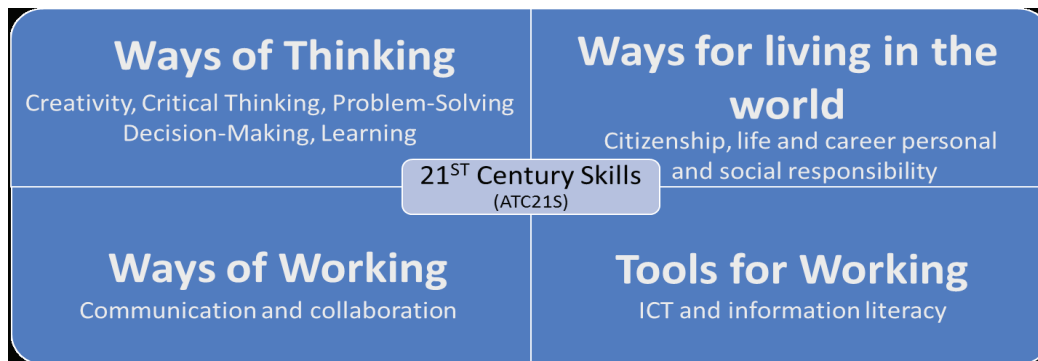 Ways of Thinking
Creativity, Critical Thinking, Problem-Solving
Decision-Making, Learning
Ways for living in the
world
Citizenship, life and career personal
and social responsibility
21ST Century Skills
(ATC21S)
Ways of Working
Communication and collaboration
Tools for Working
ICT and information literacy